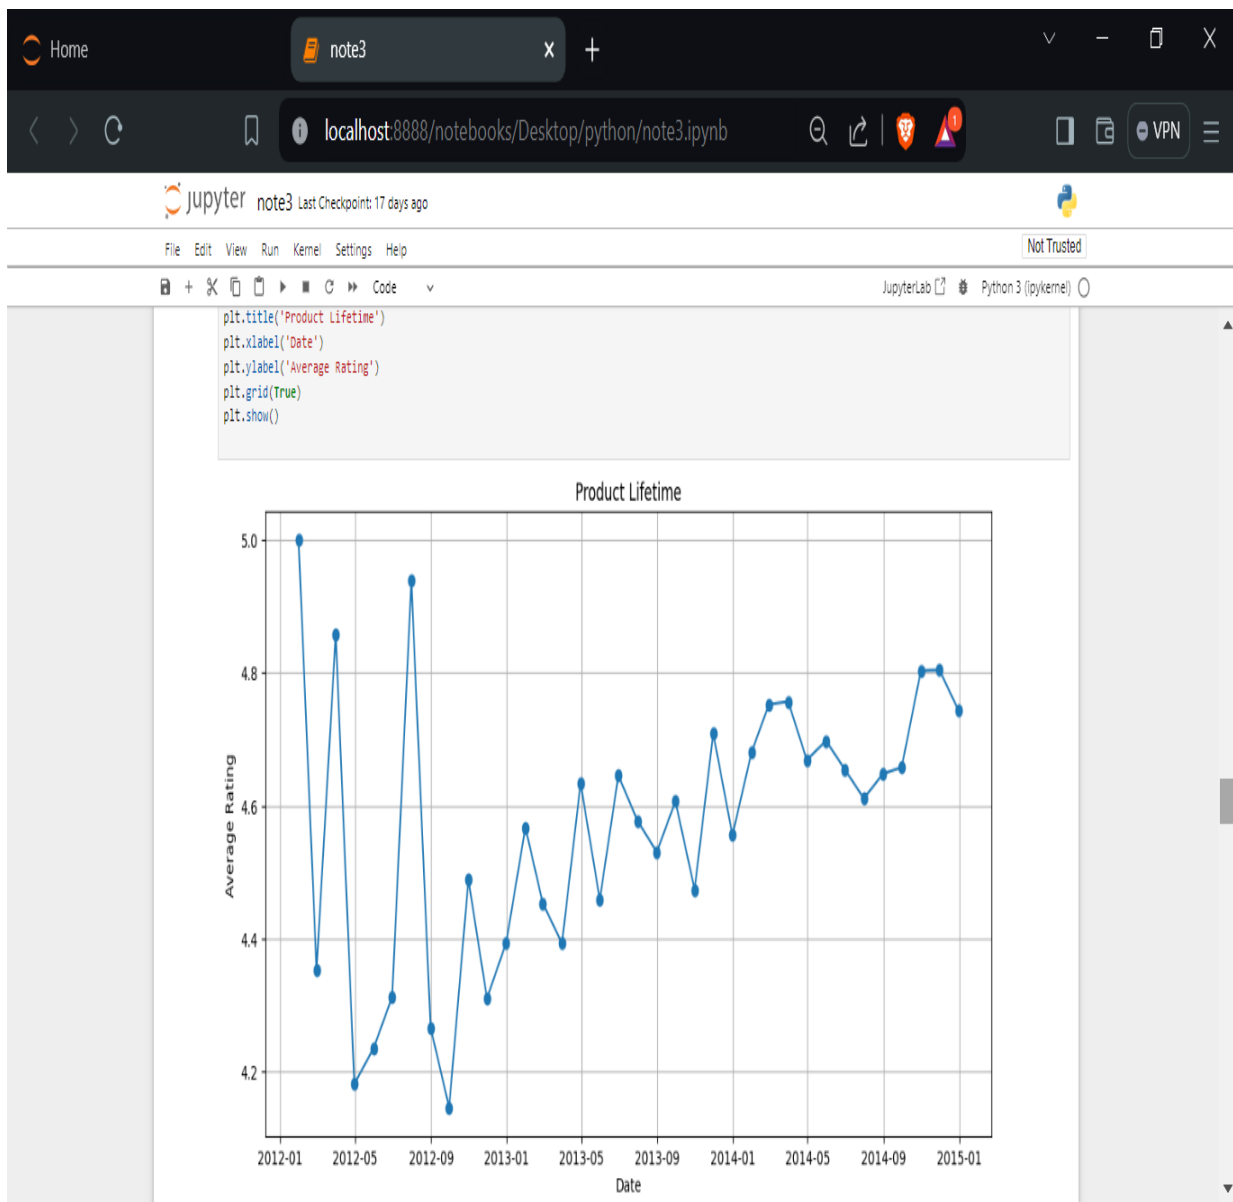 Home
note3
localhost:8888/notebooks/Desktop/python/note3.ipynb
1
VPN
jupyter note3 Last Checkpoint: 17 days ago
File Edit View Run Kernel Settings Help
Not Trusted
Code
JupyterLab
Python 3 (ipykernel)
plt.title('Product Lifetime')
plt.xlabel('Date')
plt.ylabel('Average Rating')
plt.grid(True)
plt.show()
Product Lifetime
5.0
4.8
4.6
4.4
4.2
Average Rating
2012-01 2012-05 2012-09 2013-01 2013-05 2013-09 2014-01 2014-05 2014-09 2015-01
Date